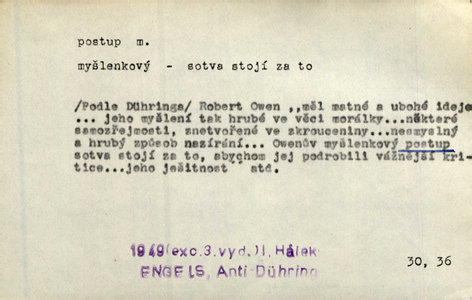 postup m.
myšlenkový - sotva stojí za to
/Podle Dühringa/ Robert Owen ,,měl matné a ubohé ideje
... jeho myšlení tak hrubé ve věci morálky...některé
samozřejmosti, znetvořené ve zkrouceniny...nesmyslný
a hrubý způsob nazírání... Owenův myšlenkový postup
sotva stojí za to, abychom jej podrobili vážnější kri-
tice...jeho ješitnost" atd.
1949(exc.3.vyd.)I, Hálek
ENGELS, Anti-Dühring
30, 36